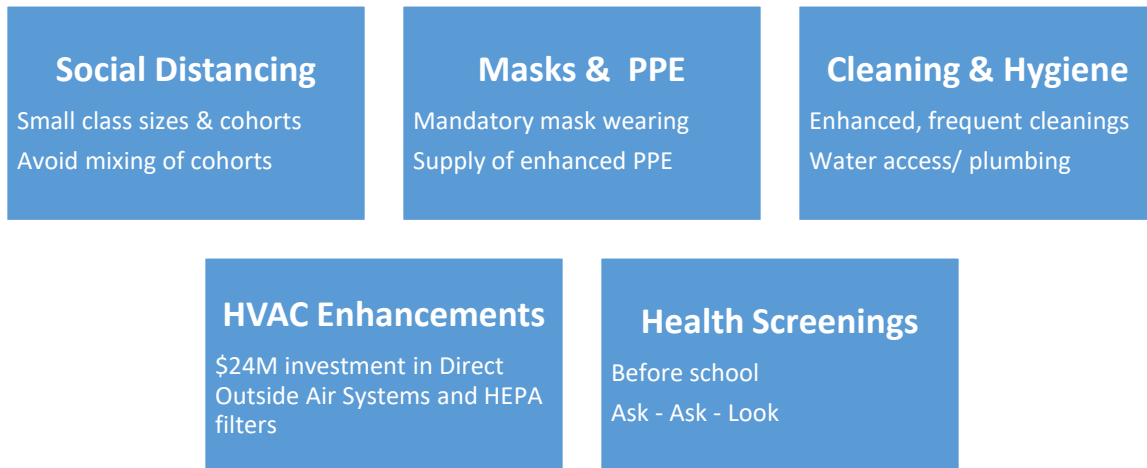 Social Distancing
Small class sizes & cohorts
Avoid mixing of cohorts
Masks &  PPE
Mandatory mask wearing
Supply of enhanced PPE
Cleaning & Hygiene
Enhanced, frequent cleanings
Water access/ plumbing
HVAC Enhancements
$24M investment in Direct
Outside Air Systems and HEPA
filters
Health Screenings
Before school
Ask - Ask - Look